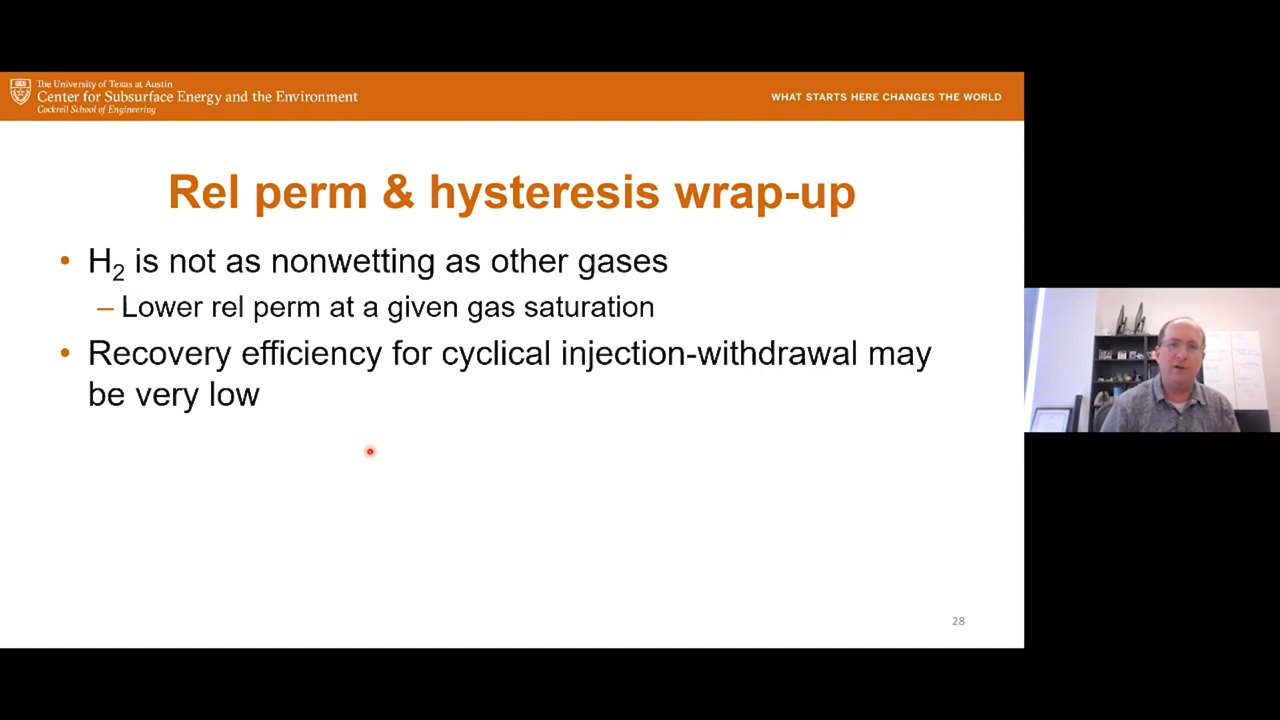 The University of Texas at Austin
Center for Subsurface Energy and the Environment
Cockrell School of Engineering
WHAT STARTS HERE CHANGES THE WORLD
Rel perm & hysteresis wrap-up
• H₂ is not as nonwetting as other gases
– Lower rel perm at a given gas saturation
• Recovery efficiency for cyclical injection-withdrawal may
be very low
28